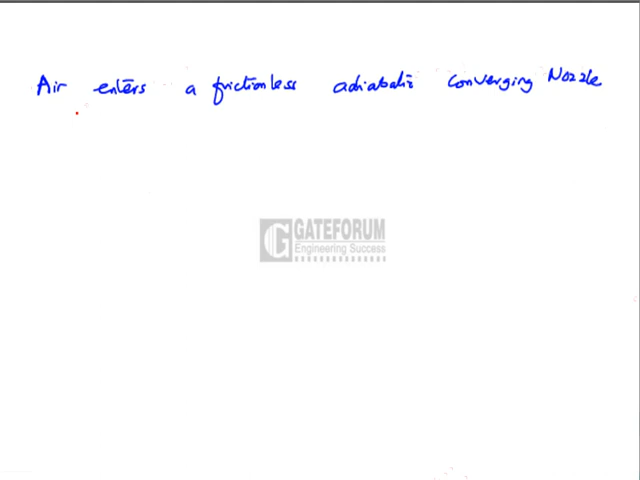 Air enters a frictionless adiabatic converging Nozzle
GATEFORUM
Engineering Success